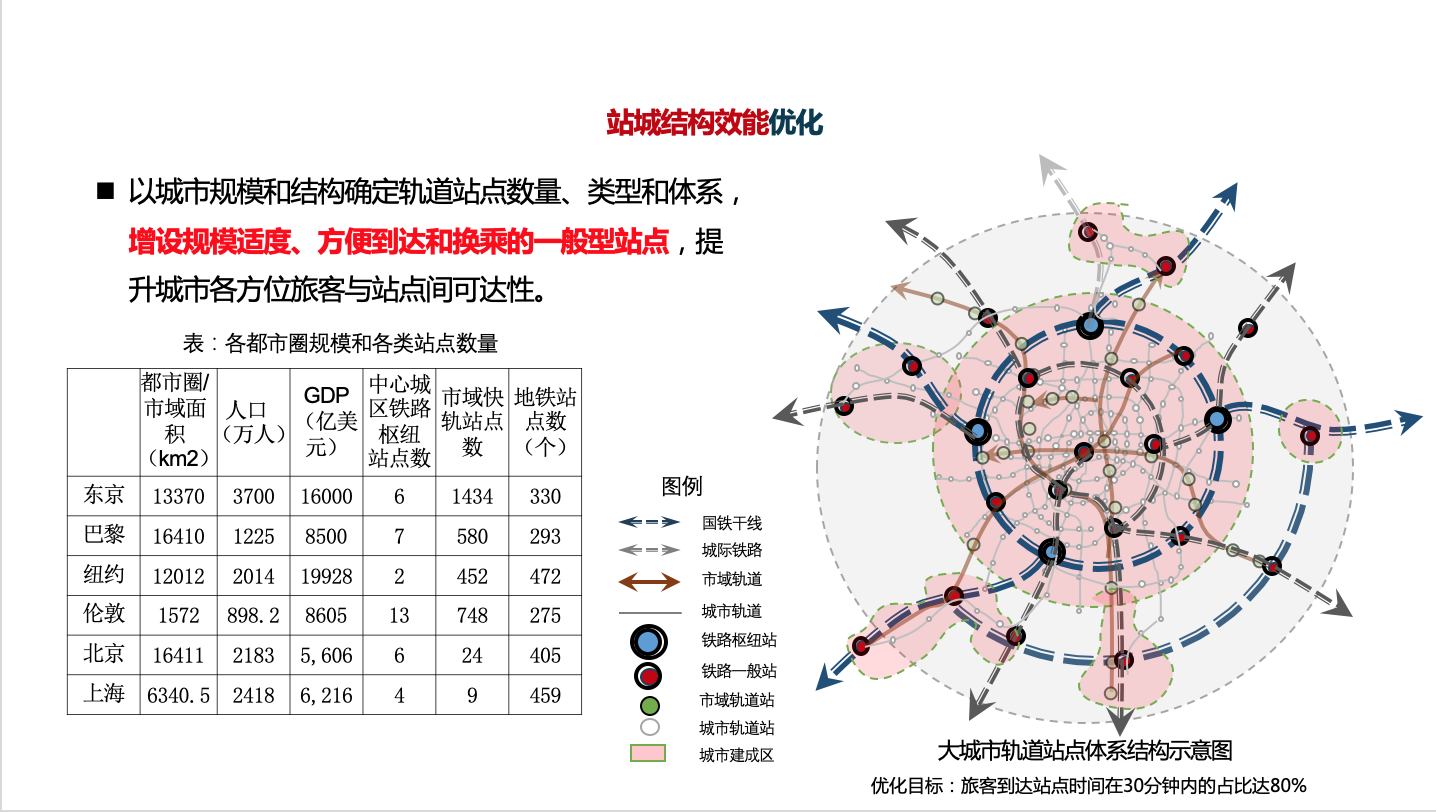 站城结构效能优化
■ 以城市规模和结构确定轨道站点数量、类型和体系，
增设规模适度、方便到达和换乘的一般型站点，提
升城市各方位旅客与站点间可达性。
表：各都市圈规模和各类站点数量
都市圈/市域面积（km2） 人口（万人） GDP（亿美元） 中心城区铁路枢纽站点数 市域快轨站点数 地铁站点数（个）
东京 13370 3700 16000 6 1434 330
巴黎 16410 1225 8500 7 580 293
纽约 12012 2014 19928 2 452 472
伦敦 1572 898.2 8605 13 748 275
北京 16411 2183 5,606 6 24 405
上海 6340.5 2418 6,216 4 9 459
图例
国铁干线
城际铁路
市域轨道
城市轨道
铁路枢纽站
铁路一般站
市域轨道站
城市轨道站
城市建成区
大城市轨道站点体系结构示意图
优化目标：旅客到达站点时间在30分钟内的占比达80%